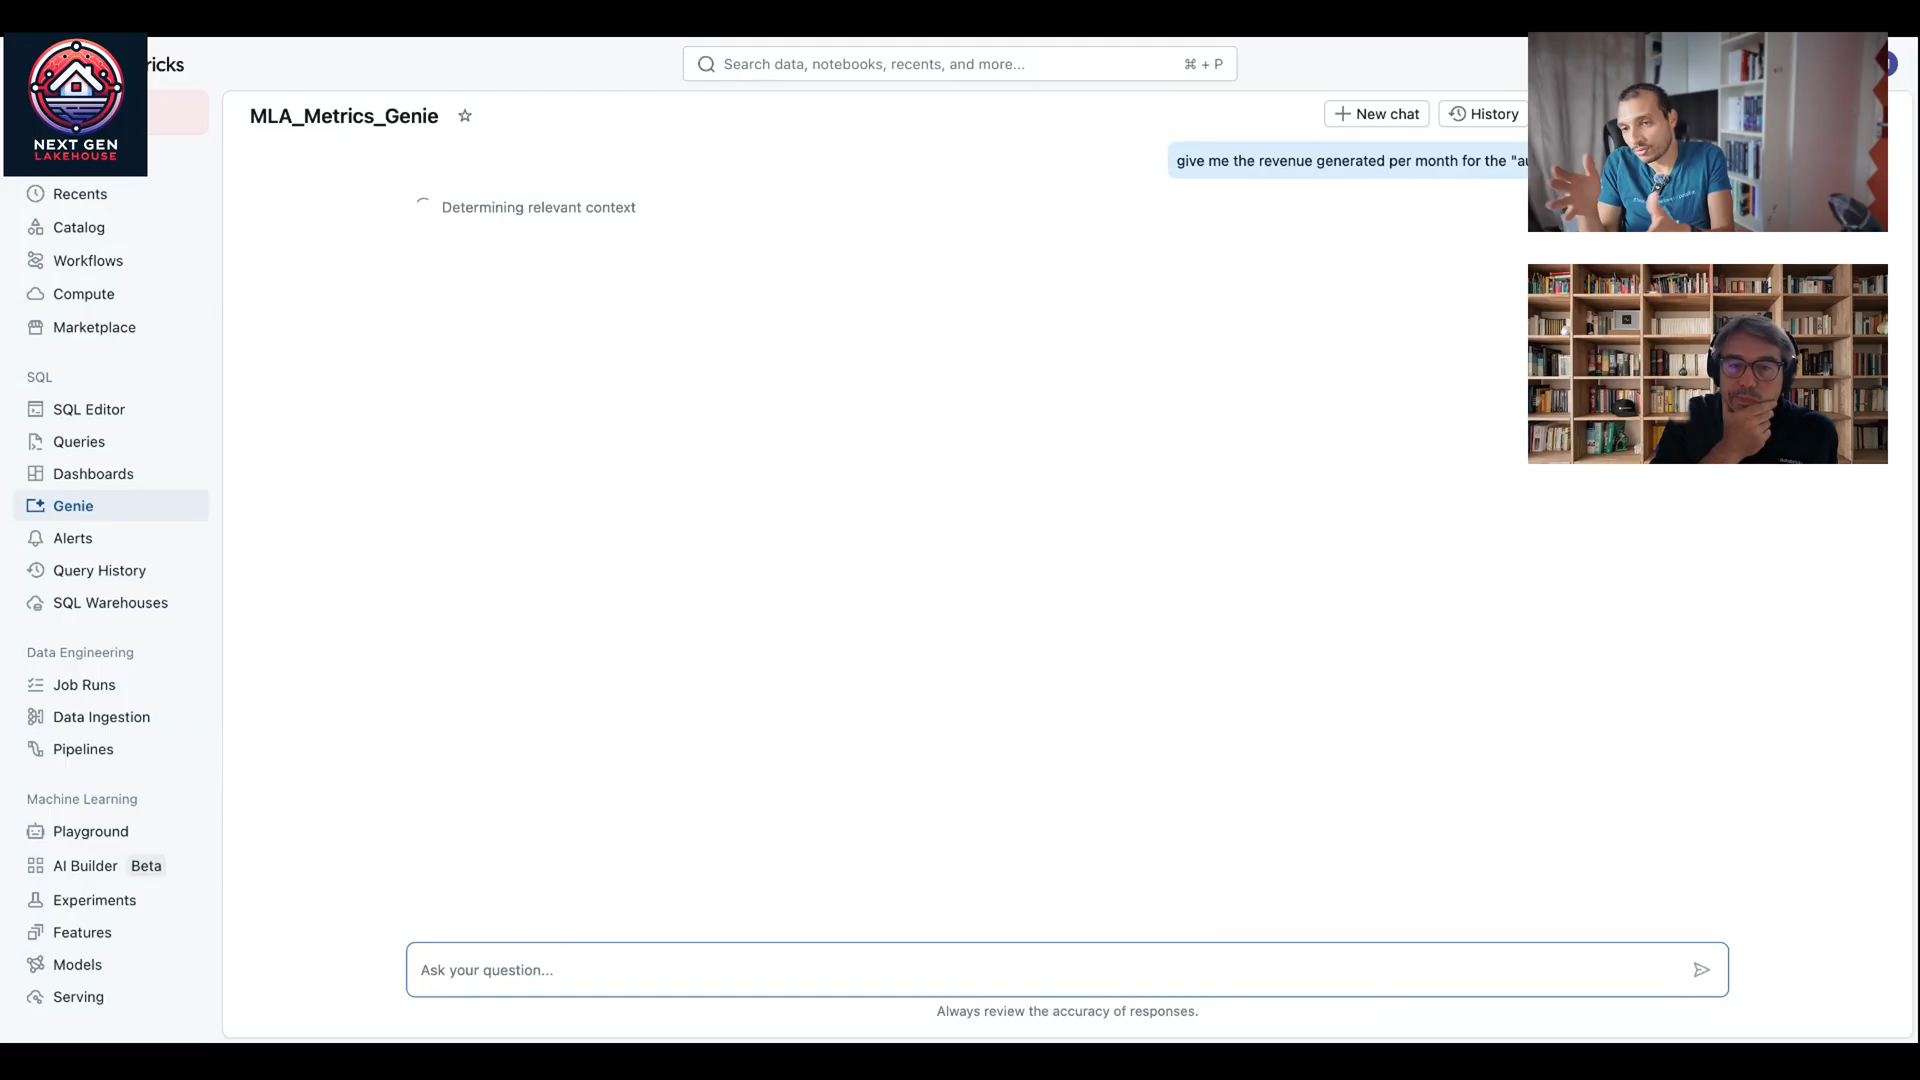 NEXT GEN
LAKEHOUSE
ricks
Search data, notebooks, recents, and more...
⌘ + P
MLA_Metrics_Genie
New chat
History
give me the revenue generated per month for the "au
Determining relevant context
Recents
Catalog
Workflows
Compute
Marketplace
SQL
SQL Editor
Queries
Dashboards
Genie
Alerts
Query History
SQL Warehouses
Data Engineering
Job Runs
Data Ingestion
Pipelines
Machine Learning
Playground
AI Builder Beta
Experiments
Features
Models
Serving
Ask your question...
Always review the accuracy of responses.